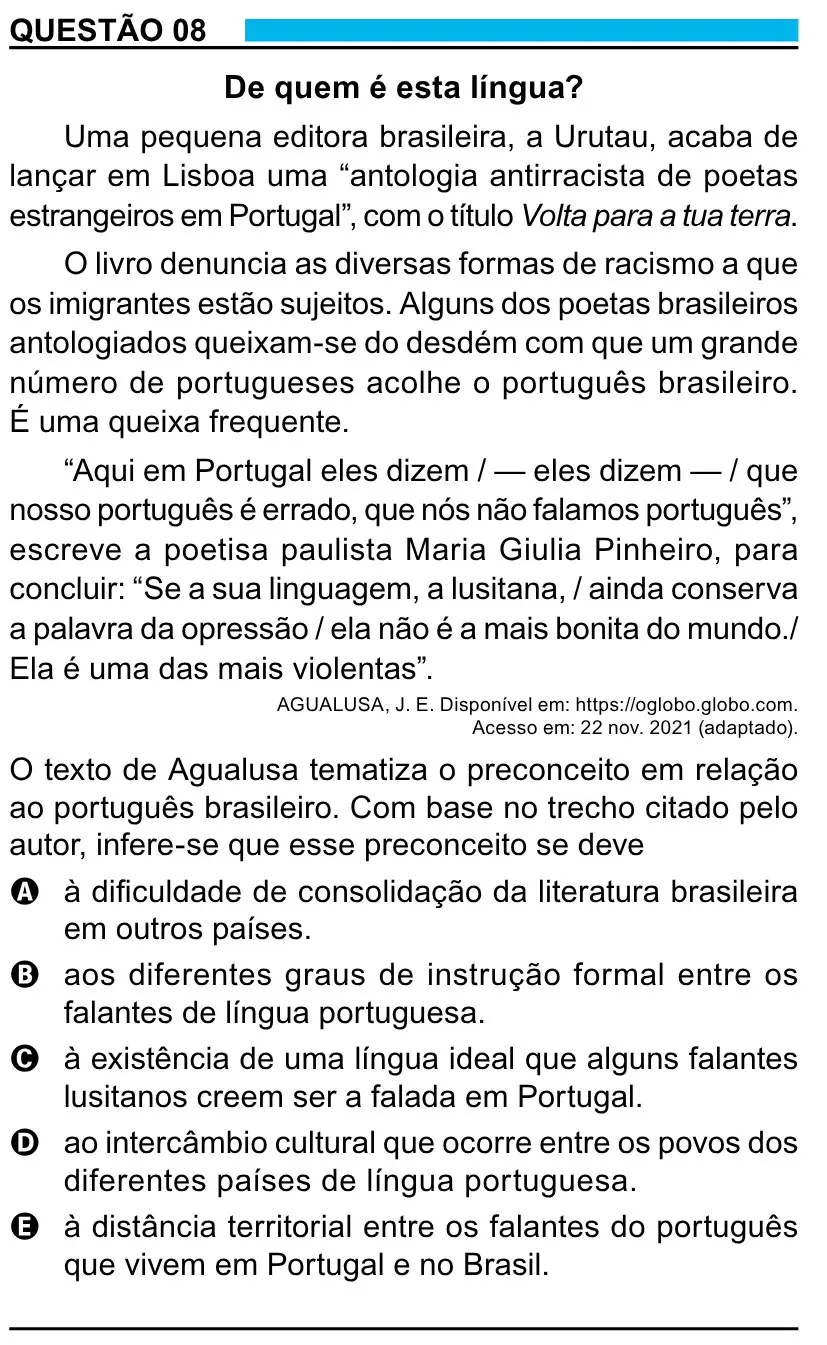 QUESTÃO 08
De quem é esta língua?
Uma pequena editora brasileira, a Urutau, acaba de
lançar em Lisboa uma “antologia antirracista de poetas
estrangeiros em Portugal”, com o título Volta para a tua terra.
O livro denuncia as diversas formas de racismo a que
os imigrantes estão sujeitos. Alguns dos poetas brasileiros
antologiados queixam-se do desdém com que um grande
número de portugueses acolhe o português brasileiro.
É uma queixa frequente.
“Aqui em Portugal eles dizem / — eles dizem — / que
nosso português é errado, que nós não falamos português”,
escreve a poetisa paulista Maria Giulia Pinheiro, para
concluir: “Se a sua linguagem, a lusitana, / ainda conserva
a palavra da opressão / ela não é a mais bonita do mundo./
Ela é uma das mais violentas”.
AGUALUSA, J. E. Disponível em: https://oglobo.globo.com.
Acesso em: 22 nov. 2021 (adaptado).
O texto de Agualusa tematiza o preconceito em relação
ao português brasileiro. Com base no trecho citado pelo
autor, infere-se que esse preconceito se deve
A à dificuldade de consolidação da literatura brasileira
em outros países.
B aos diferentes graus de instrução formal entre os
falantes de língua portuguesa.
C à existência de uma língua ideal que alguns falantes
lusitanos creem ser a falada em Portugal.
D ao intercâmbio cultural que ocorre entre os povos dos
diferentes países de língua portuguesa.
E à distância territorial entre os falantes do português
que vivem em Portugal e no Brasil.